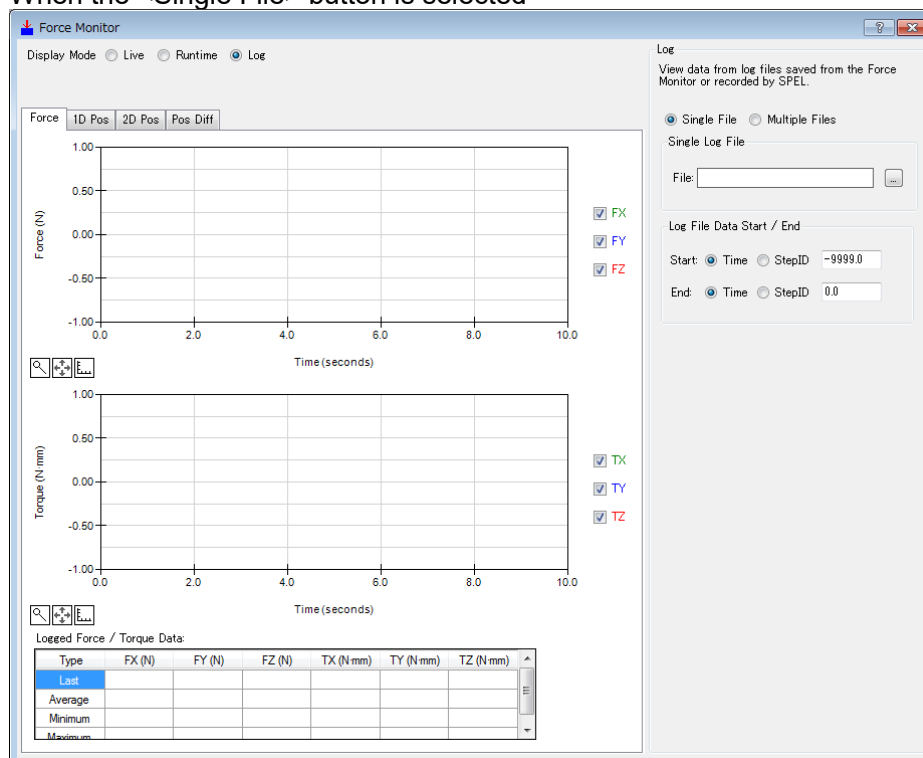 When the <Single File> button is selected
Force Monitor
Display Mode Live Runtime Log
Force 1D Pos 2D Pos Pos Diff
1.00
0.50
0.00
-0.50
-1.00
Force (N)
0.0 2.0 4.0 6.0 8.0 10.0
Time (seconds)
FX
FY
FZ
1.00
0.50
0.00
-0.50
-1.00
Torque (N·mm)
0.0 2.0 4.0 6.0 8.0 10.0
Time (seconds)
TX
TY
TZ
Logged Force / Torque Data:
Type FX (N) FY (N) FZ (N) TX (N·mm) TY (N·mm) TZ (N·mm)
Last
Average
Minimum
Maximum
Log
View data from log files saved from the Force
Monitor or recorded by SPEL.
Single File Multiple Files
Single Log File
File: ...
Log File Data Start / End
Start: Time StepID -9999.0
End: Time StepID 0.0